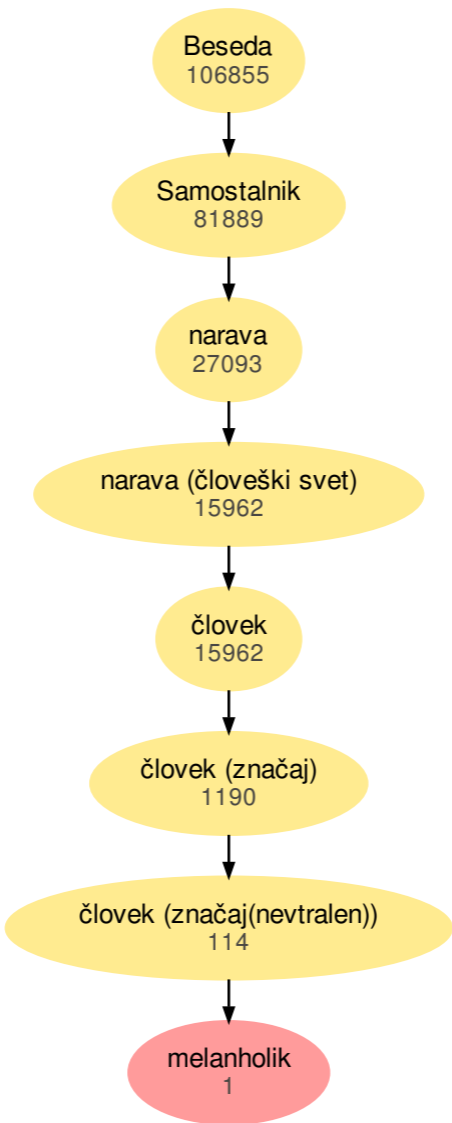 Beseda
106855
Samostalnik
81889
narava
27093
narava (človeški svet)
15962
človek
15962
človek (značaj)
1190
človek (značaj(nevtralen))
114
melanholik
1